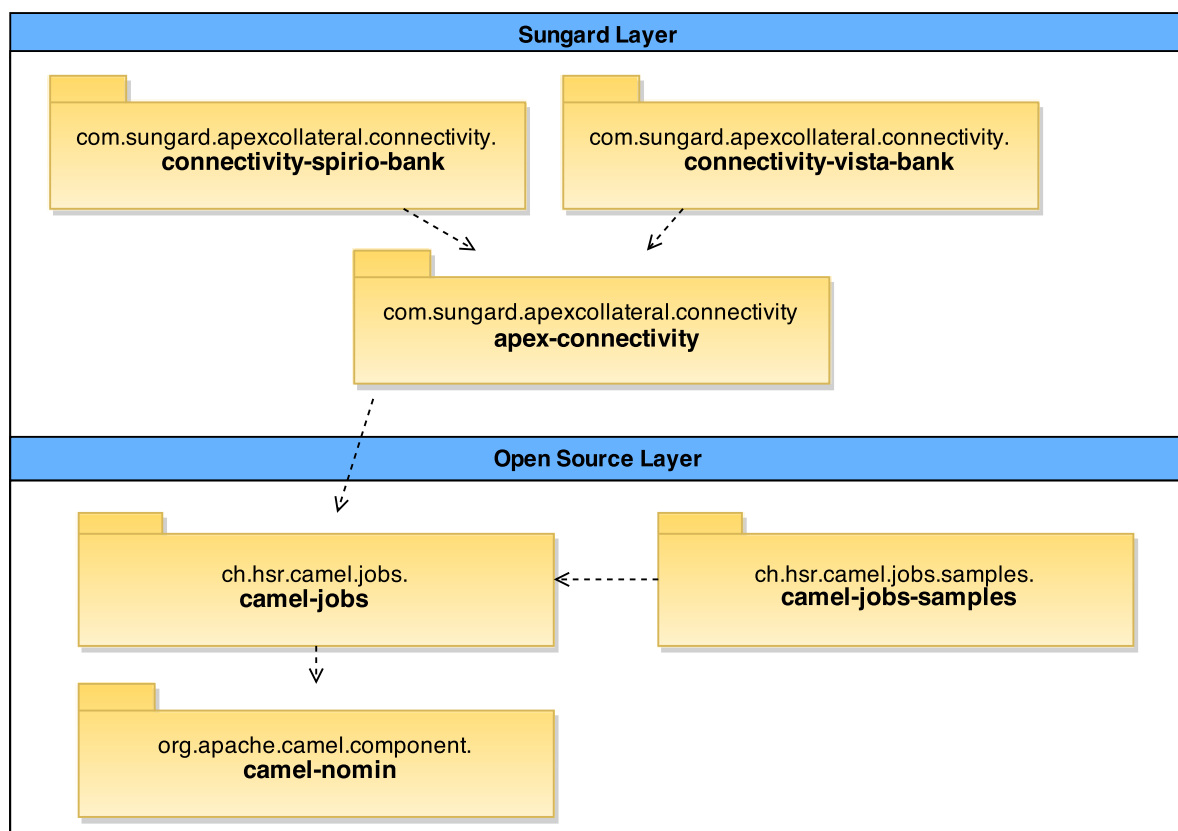 Sungard Layer
com.sungard.apexcollateral.connectivity.
connectivity-spirio-bank
com.sungard.apexcollateral.connectivity.
connectivity-vista-bank
com.sungard.apexcollateral.connectivity
apex-connectivity
Open Source Layer
ch.hsr.camel.jobs.
camel-jobs
ch.hsr.camel.jobs.samples.
camel-jobs-samples
org.apache.camel.component.
camel-nomin